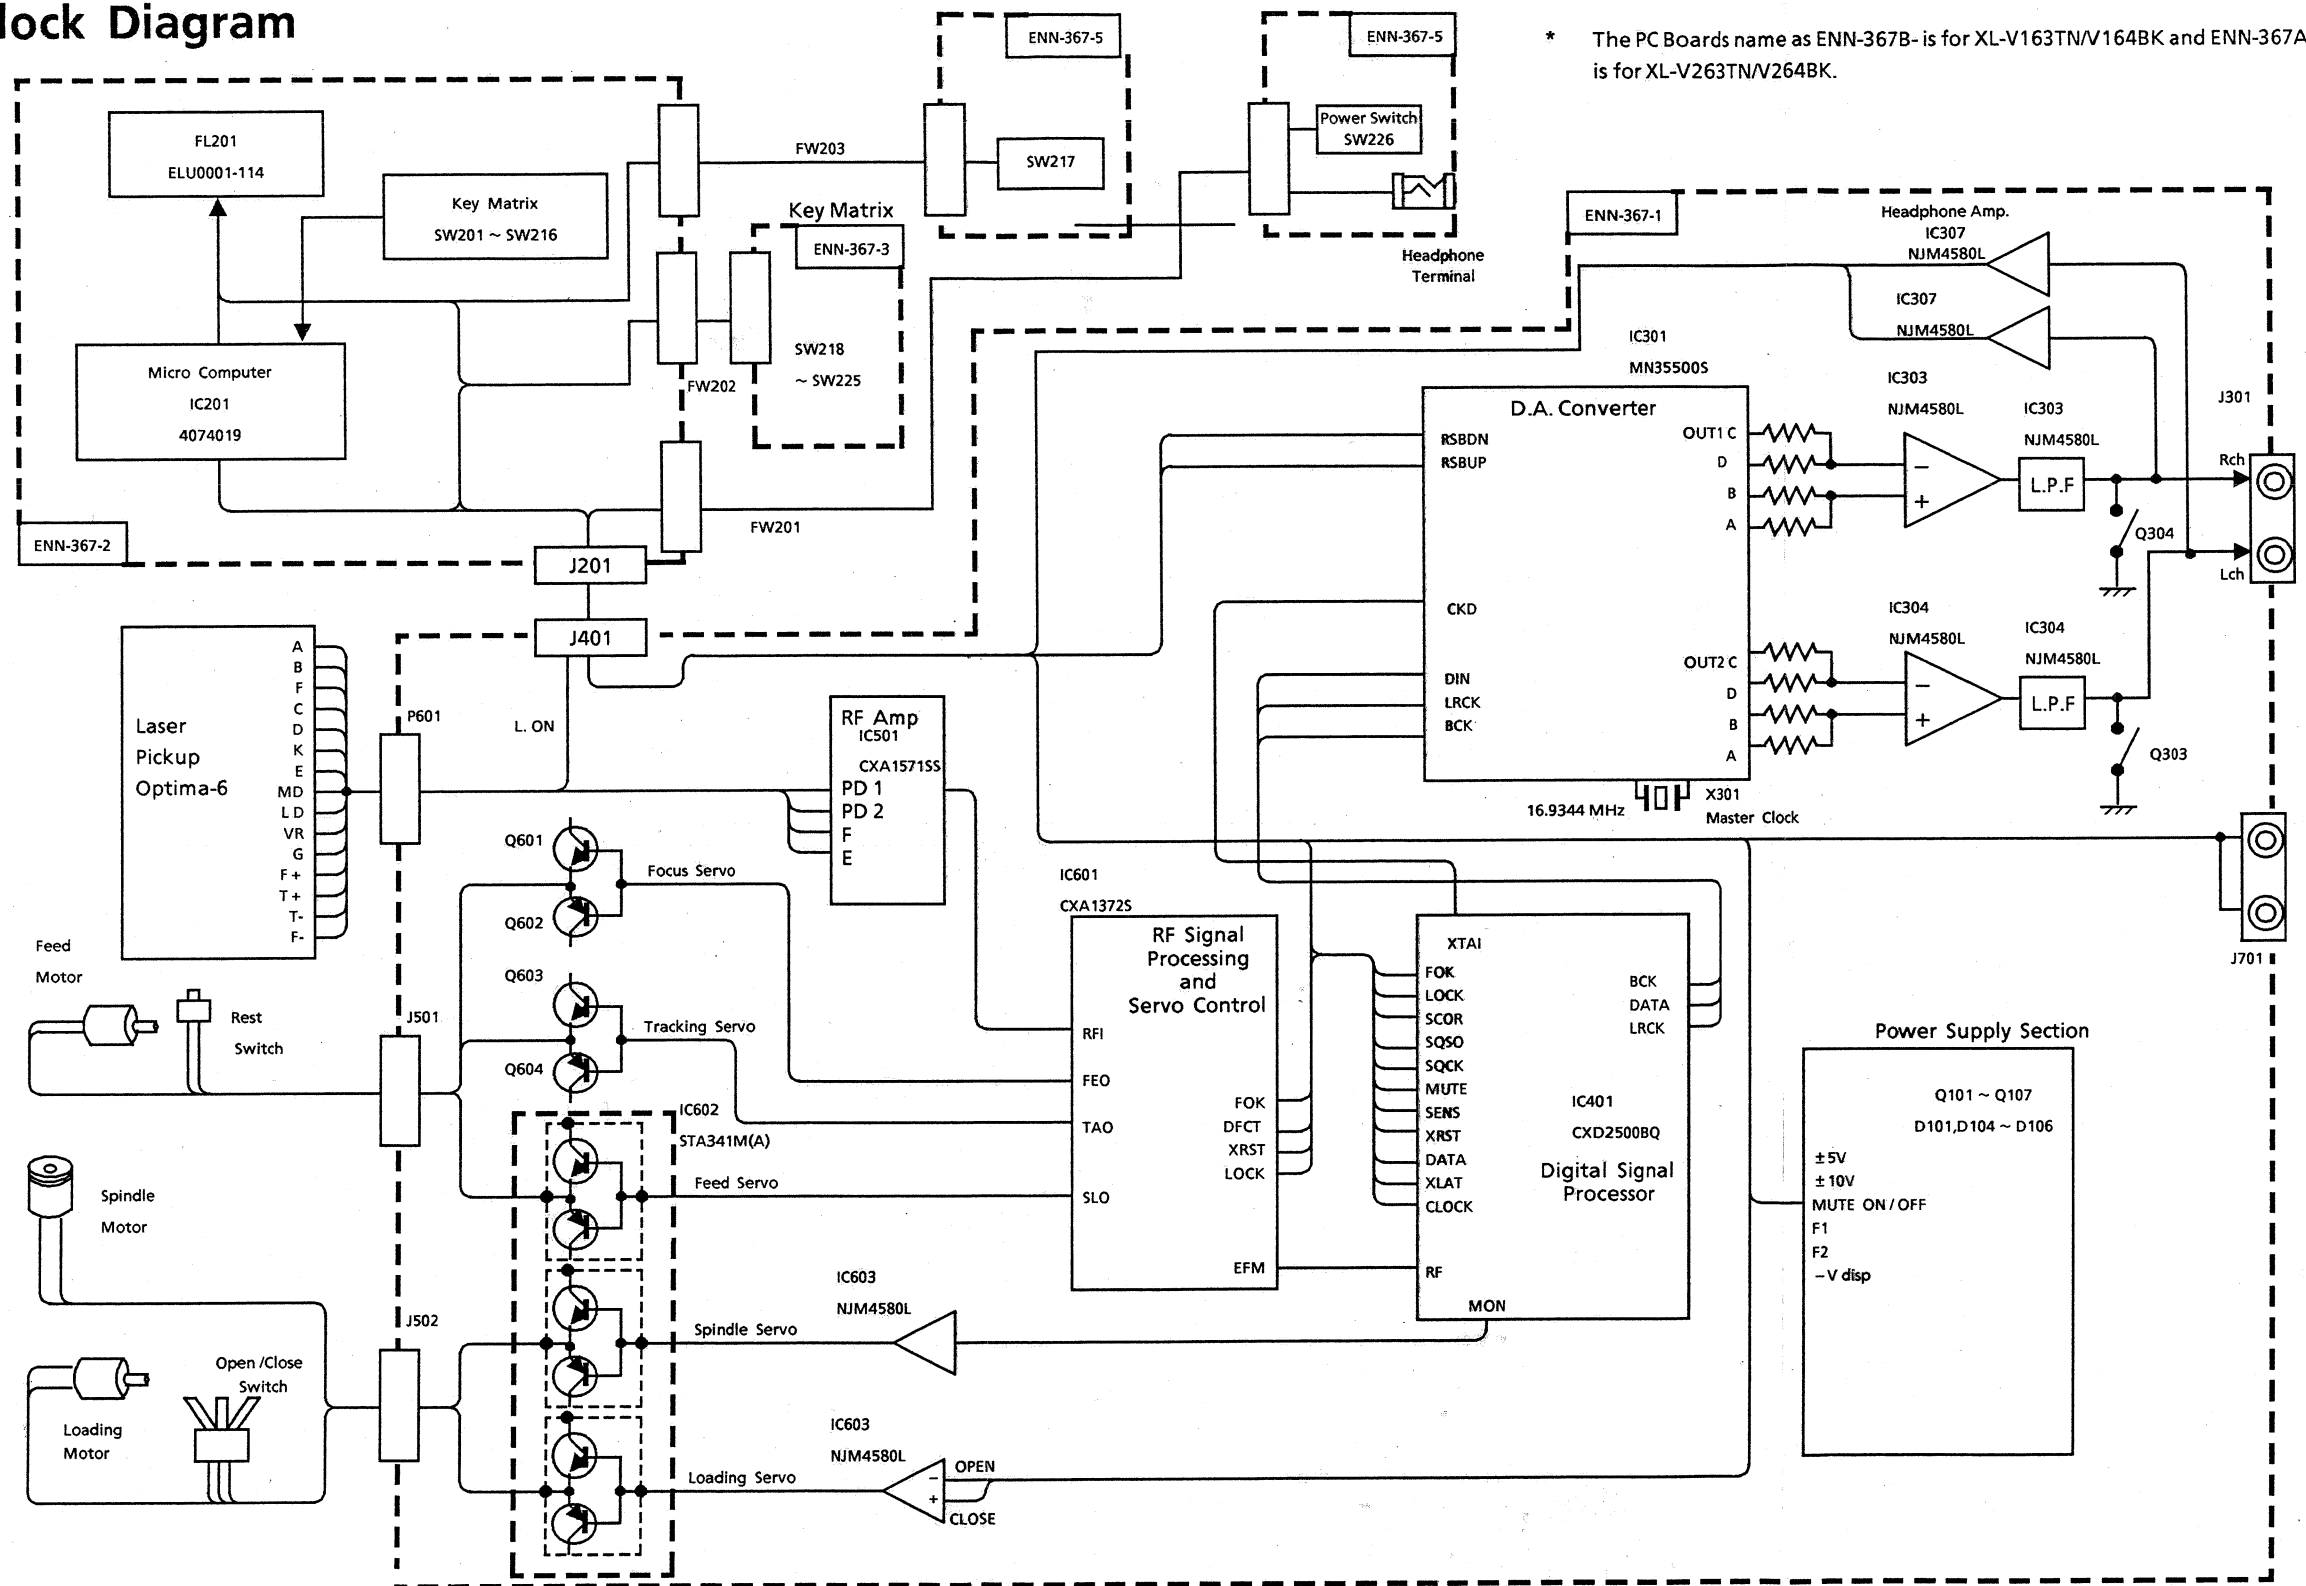 lock Diagram
* The PC Boards name as ENN-367B- is for XL-V163TN/V164BK and ENN-367A
is for XL-V263TN/V264BK.
ENN-367-5
ENN-367-5
FL201
ELU0001-114
Key Matrix
SW201 ~ SW216
FW203
SW217
Power Switch
SW226
Headphone
Terminal
Key Matrix
ENN-367-3
SW218
~ SW225
FW202
Micro Computer
IC201
4074019
FW201
ENN-367-2
J201
J401
ENN-367-1
Headphone Amp.
IC307
NJM4580L
IC307
NJM4580L
IC301
MN35500S
D.A. Converter
RSBDN
RSBUP
CKD
DIN
LRCK
BCK
OUT1 C
D
B
A
OUT2 C
D
B
A
IC303
NJM4580L
−
+
IC303
NJM4580L
L.P.F
Q304
J301
Rch
Lch
IC304
NJM4580L
−
+
IC304
NJM4580L
L.P.F
Q303
16.9344 MHz
X301
Master Clock
Laser
Pickup
Optima-6
A
B
F
C
D
K
E
MD
LD
VR
G
F+
T+
T-
F-
P601
L. ON
RF Amp
IC501
CXA1571SS
PD 1
PD 2
F
E
Q601
Q602
Focus Servo
Q603
Q604
Tracking Servo
Feed
Motor
Rest
Switch
J501
IC602
STA341M(A)
Feed Servo
IC601
CXA1372S
RF Signal
Processing
and
Servo Control
RFI
FEO
TAO
SLO
FOK
DFCT
XRST
LOCK
EFM
XTAI
FOK
LOCK
SCOR
SQSO
SQCK
MUTE
SENS
XRST
DATA
XLAT
CLOCK
RF
MON
BCK
DATA
LRCK
IC401
CXD2500BQ
Digital Signal
Processor
J701
Power Supply Section
Q101 ~ Q107
D101,D104 ~ D106
±5V
±10V
MUTE ON/OFF
F1
F2
−V disp
Spindle
Motor
J502
Open /Close
Switch
Loading
Motor
IC603
NJM4580L
Spindle Servo
IC603
NJM4580L
Loading Servo
−
+
OPEN
CLOSE